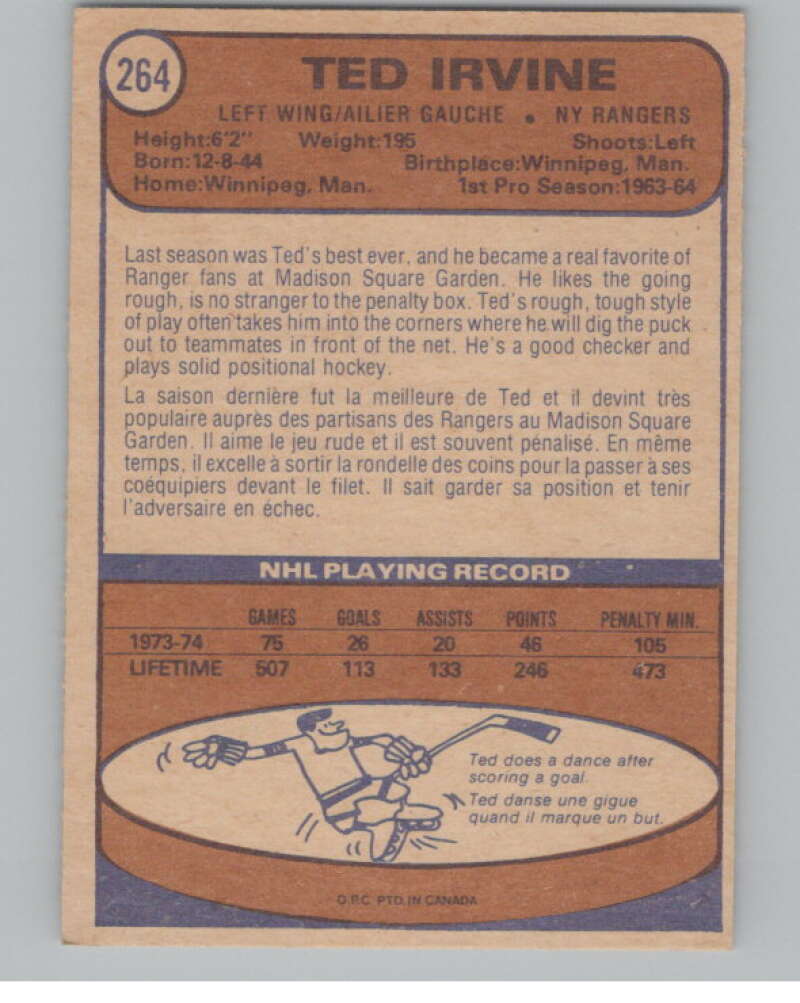 264
TED IRVINE
LEFT WING/AILIER GAUCHE • NY RANGERS
Height:6'2" Weight:195 Shoots:Left
Born:12-8-44 Birthplace:Winnipeg, Man.
Home:Winnipeg, Man. 1st Pro Season:1963-64
Last season was Ted's best ever, and he became a real favorite of
Ranger fans at Madison Square Garden. He likes the going
rough, is no stranger to the penalty box. Ted's rough, tough style
of play often takes him into the corners where he will dig the puck
out to teammates in front of the net. He's a good checker and
plays solid positional hockey.
La saison dernière fut la meilleure de Ted et il devint très
populaire auprès des partisans des Rangers au Madison Square
Garden. Il aime le jeu rude et il est souvent pénalisé. En même
temps, il excelle à sortir la rondelle des coins pour la passer à ses
coéquipiers devant le filet. Il sait garder sa position et tenir
l'adversaire en échec.
NHL PLAYING RECORD
GAMES GOALS ASSISTS POINTS PENALTY MIN.
1973-74 75 26 20 46 105
LIFETIME 507 113 133 246 473
Ted does a dance after
scoring a goal.
Ted danse une gigue
quand il marque un but.
O.P.C. PTD. IN CANADA